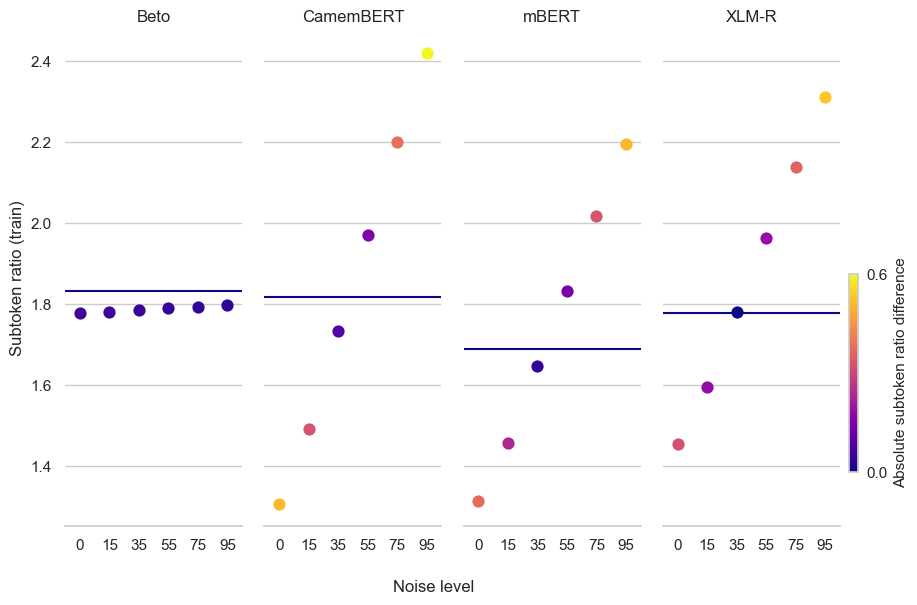 Beto CamemBERT mBERT XLM-R
Subtoken ratio (train)
2.4
2.2
2.0
1.8
1.6
1.4
0 15 35 55 75 95 0 15 35 55 75 95 0 15 35 55 75 95 0 15 35 55 75 95
Noise level
0.6
0.0
Absolute subtoken ratio difference